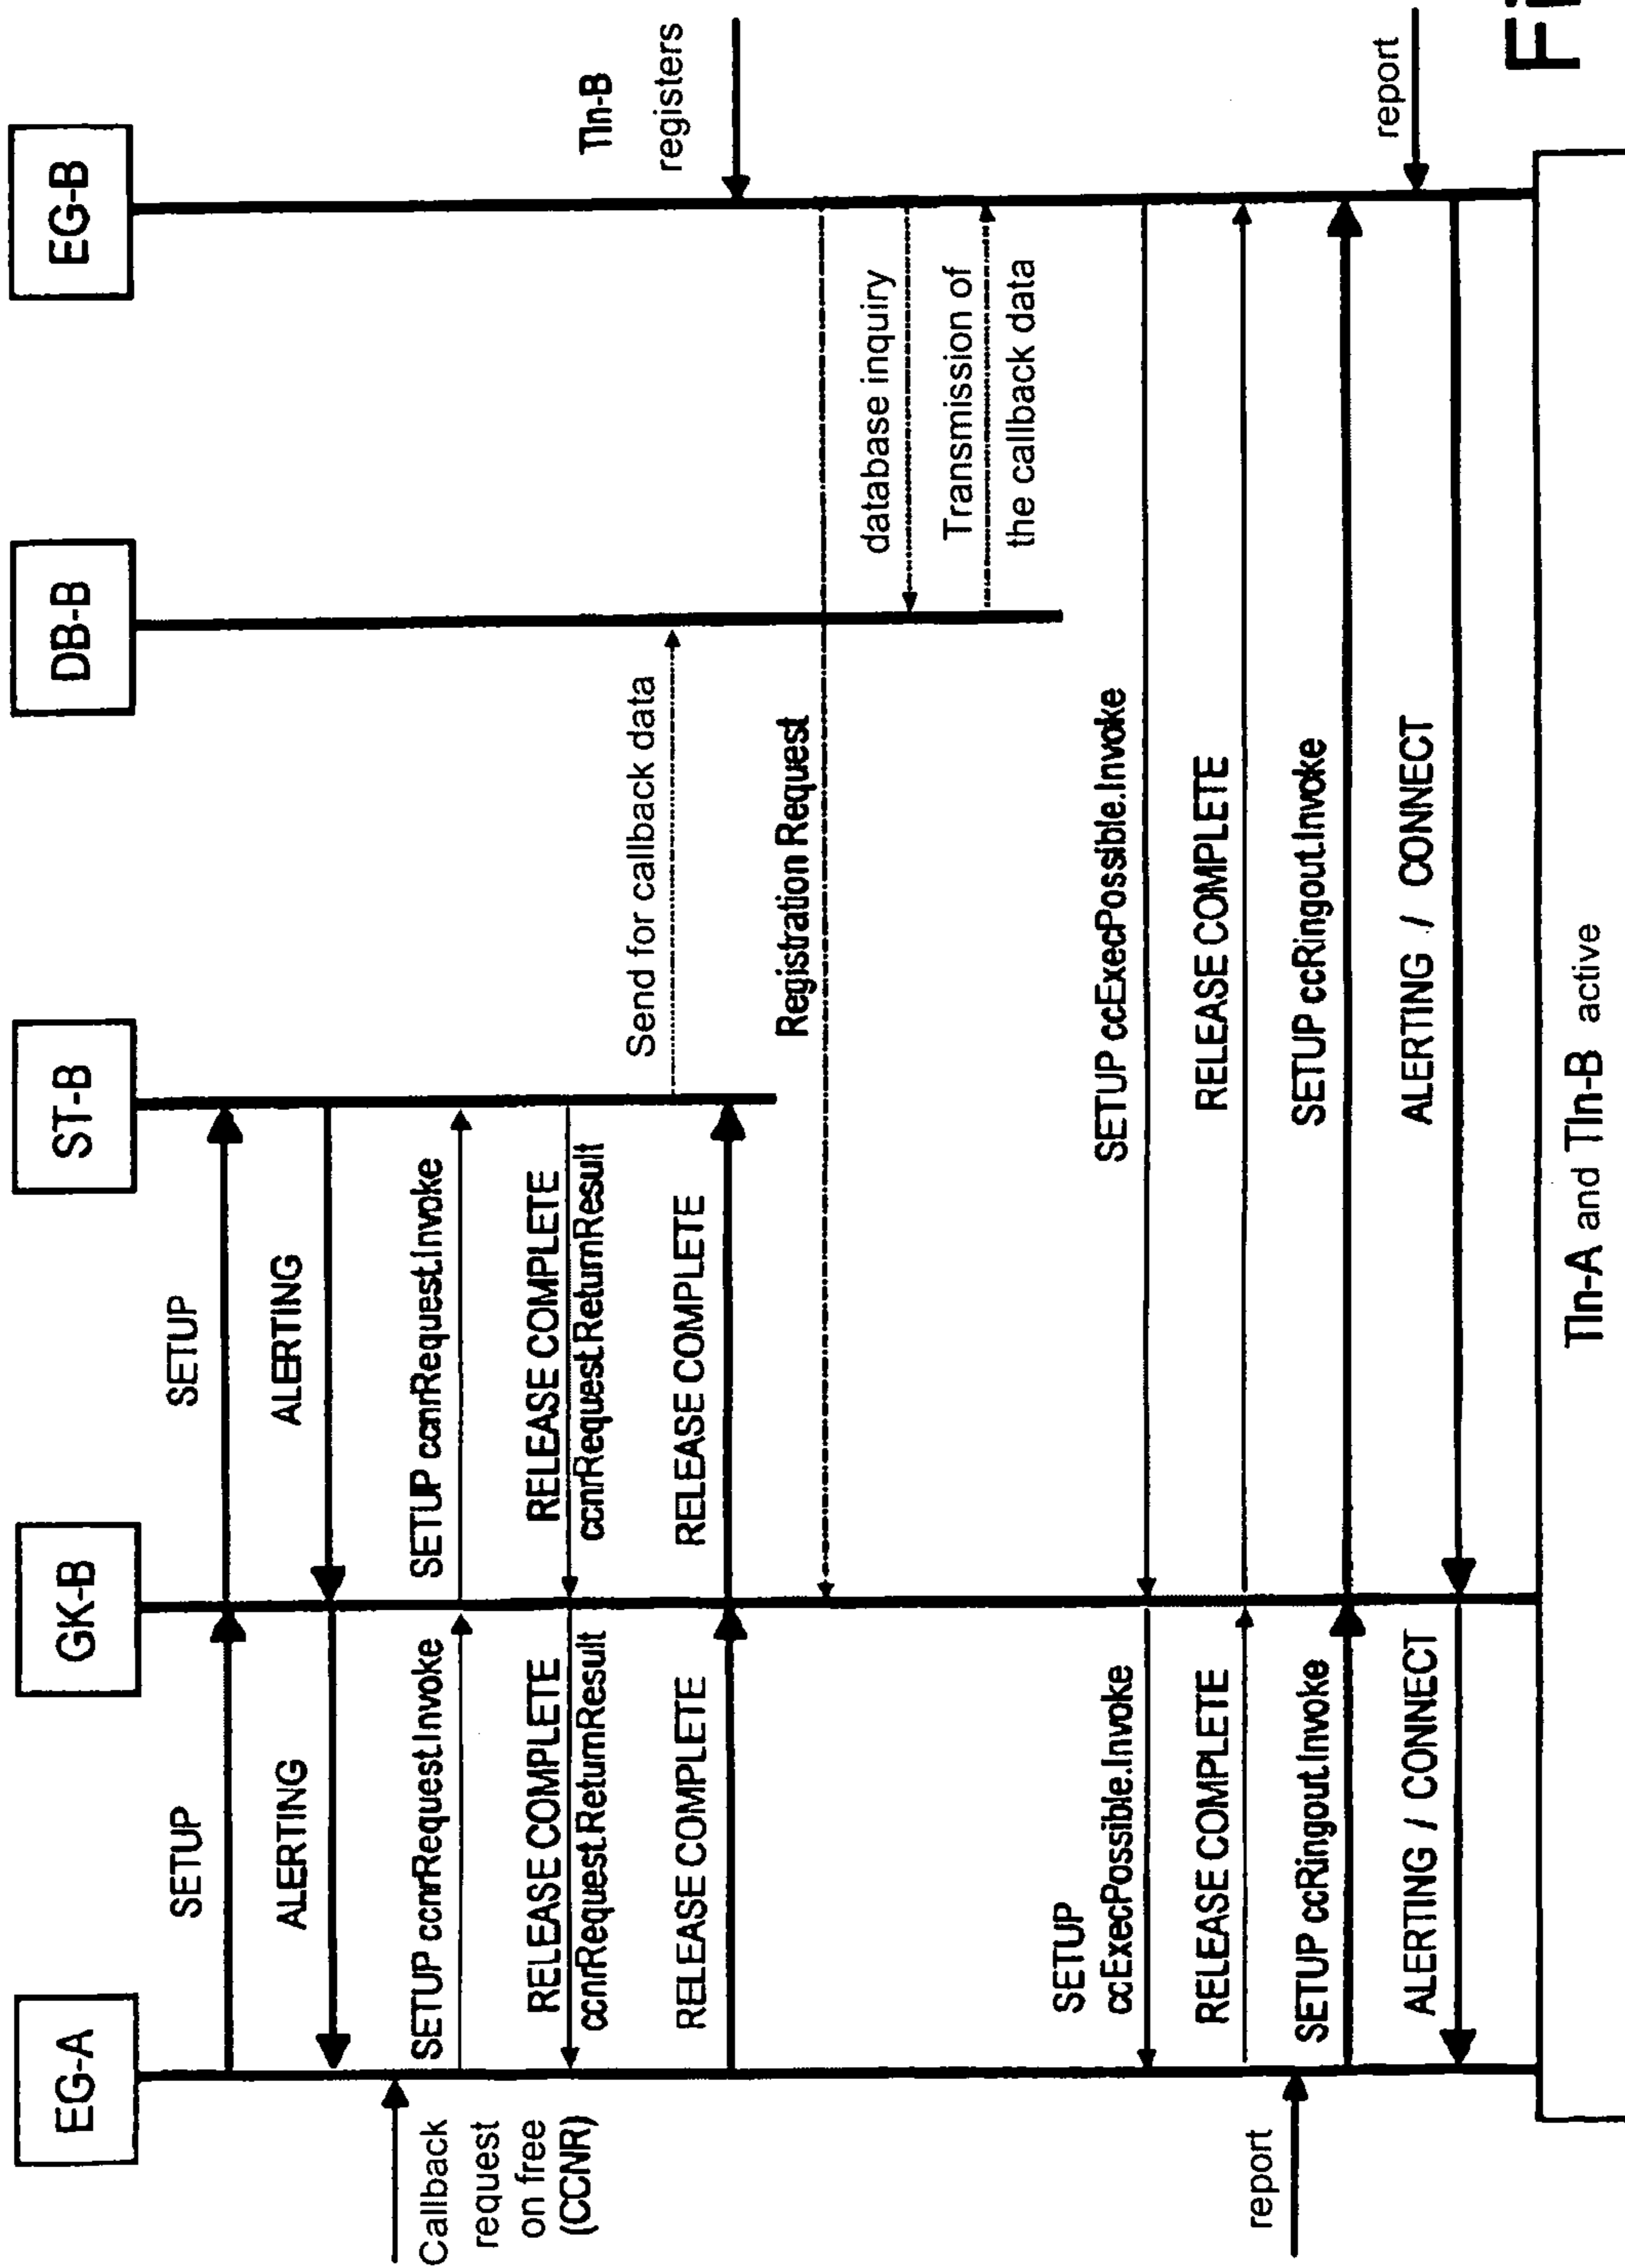 EG-A
GK-B
ST-B
DB-B
EG-B
SETUP
SETUP
ALERTING
ALERTING
Callback
request
on free
(CCNR)
SETUP ccnrRequest.Invoke
SETUP ccnrRequest.Invoke
RELEASE COMPLETE
ccnrRequest.ReturnResult
RELEASE COMPLETE
ccnrRequest.ReturnResult
RELEASE COMPLETE
RELEASE COMPLETE
Send for callback data
Tln-B
registers
Registration Request
database inquiry
Transmission of
the callback data
SETUP
ccExecPossible.Invoke
SETUP ccExecPossible.Invoke
RELEASE COMPLETE
RELEASE COMPLETE
report
SETUP ccRingout.Invoke
SETUP ccRingout.Invoke
report
ALERTING / CONNECT
ALERTING / CONNECT
Tln-A and Tln-B active